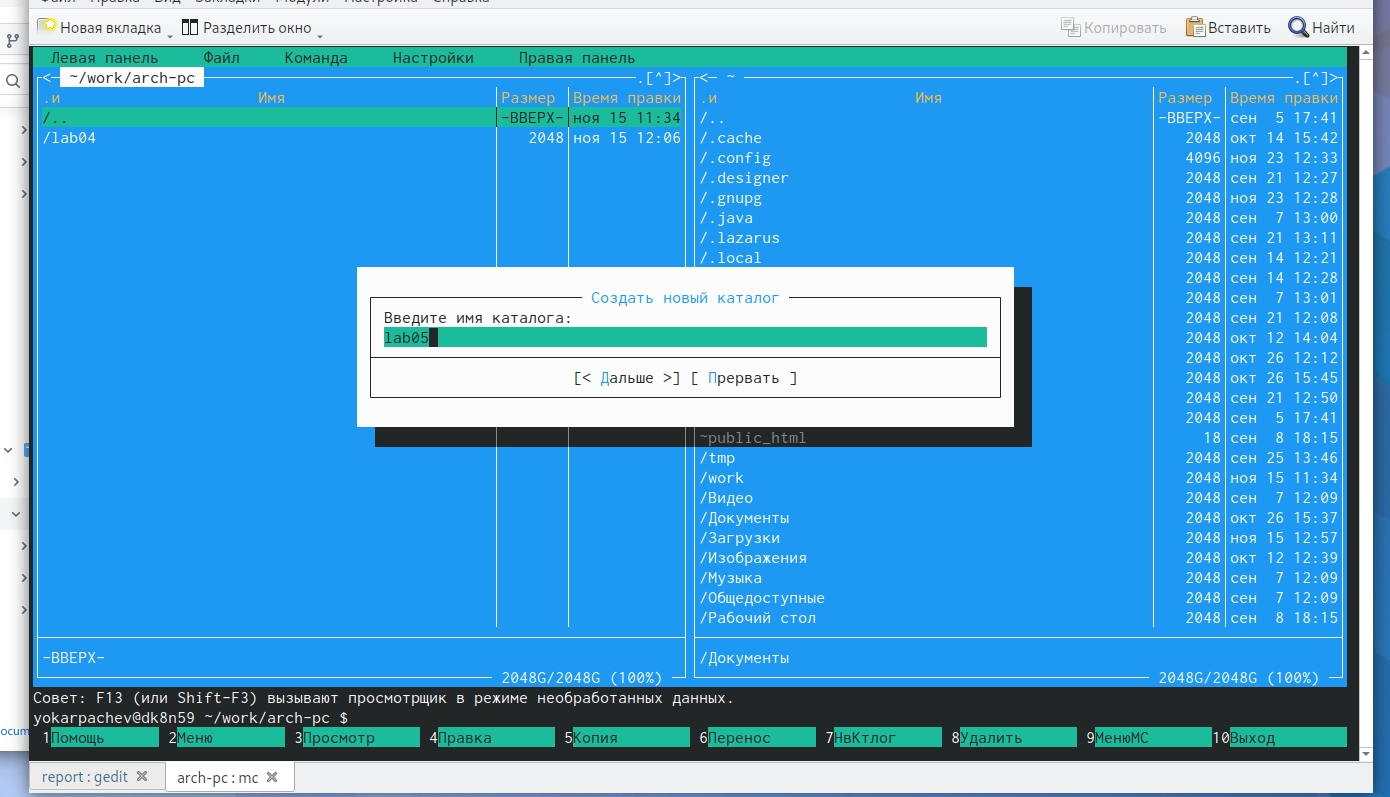 Файл Правка Вид Закладки Модули Настройка Справка
Новая вкладка Разделить окно Копировать Вставить Найти
Левая панель Файл Команда Настройки Правая панель
<─ ~/work/arch-pc .[^]> <─ ~ .[^]>
.и Имя Размер Время правки .и Имя Размер Время правки
/.. -ВВЕРХ- ноя 15 11:34 /.. -ВВЕРХ- сен 5 17:41
/lab04 2048 ноя 15 12:06 /.cache 2048 окт 14 15:42
/.config 4096 ноя 23 12:33
/.designer 2048 сен 21 12:27
/.gnupg 2048 ноя 23 12:28
/.java 2048 сен 7 13:00
/.lazarus 2048 сен 21 13:11
/.local 2048 сен 14 12:21
2048 сен 14 12:28
Создать новый каталог 2048 сен 7 13:01
Введите имя каталога: 2048 сен 21 12:08
lab05 2048 окт 12 14:04
2048 окт 26 12:12
[< Дальше >] [ Прервать ] 2048 окт 26 15:45
2048 сен 21 12:50
2048 сен 5 17:41
~public_html 18 сен 8 18:15
/tmp 2048 сен 25 13:46
/work 2048 ноя 15 11:34
/Видео 2048 сен 7 12:09
/Документы 2048 окт 26 15:37
/Загрузки 2048 ноя 15 12:57
/Изображения 2048 окт 12 12:39
/Музыка 2048 сен 7 12:09
/Общедоступные 2048 сен 7 12:09
/Рабочий стол 2048 сен 8 18:15
-ВВЕРХ- /Документы
2048G/2048G (100%) 2048G/2048G (100%)
Совет: F13 (или Shift-F3) вызывают просмотрщик в режиме необработанных данных.
yokarpachev@dk8n59 ~/work/arch-pc $
1Помощь 2Меню 3Просмотр 4Правка 5Копия 6Перенос 7НвКтлог 8Удалить 9МенюМС 10Выход
report : gedit arch-pc : mc